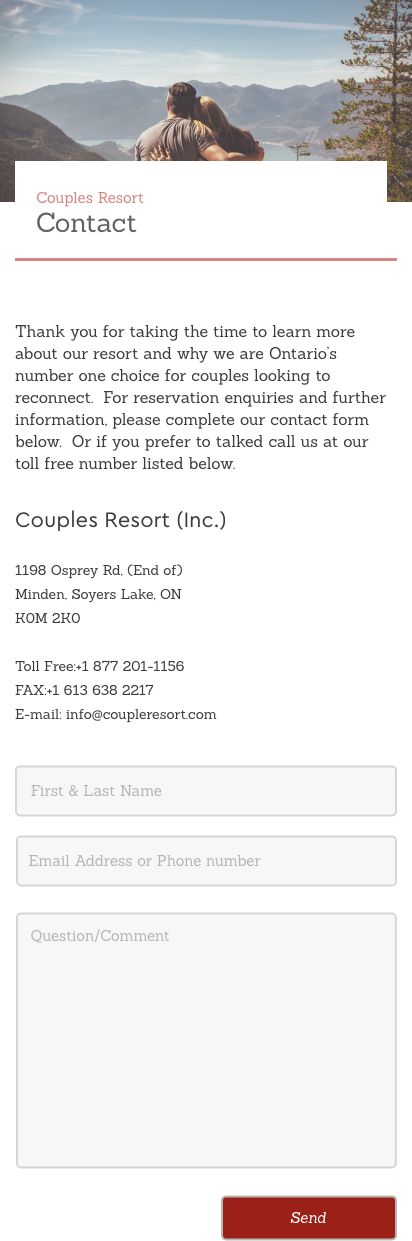 Couples Resort
Contact
Thank you for taking the time to learn more
about our resort and why we are Ontario's
number one choice for couples looking to
reconnect.  For reservation enquiries and further
information, please complete our contact form
below.  Or if you prefer to talked call us at our
toll free number listed below.
Couples Resort (Inc.)
1198 Osprey Rd, (End of)
Minden, Soyers Lake, ON
K0M 2K0
Toll Free:+1 877 201-1156
FAX:+1 613 638 2217
E-mail: info@coupleresort.com
First & Last Name
Email Address or Phone number
Question/Comment
Send